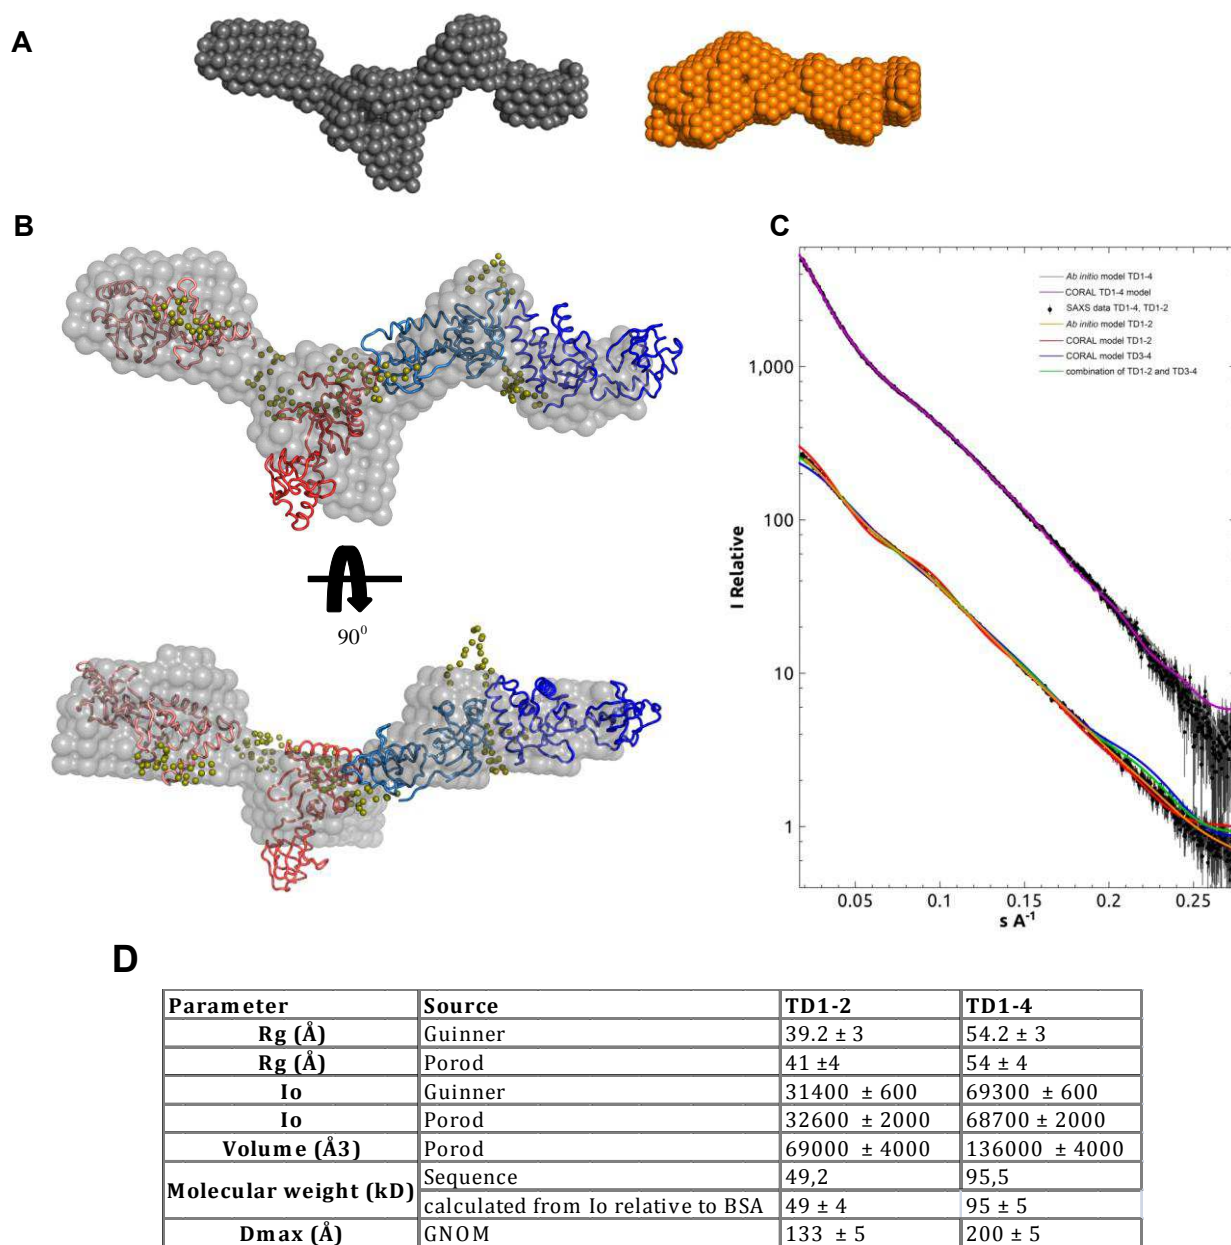 A
B
90⁰
C
Ab initio model TD1-4
CORAL TD1-4 model
SAXS data TD1-4, TD1-2
Ab initio model TD1-2
CORAL model TD1-2
CORAL model TD3-4
combination of TD1-2 and TD3-4
1,000
100
10
1
I Relative
0.05 0.1 0.15 0.2 0.25
s A⁻¹
D
Parameter Source TD1-2 TD1-4
Rg (Å) Guinner 39.2 ± 3 54.2 ± 3
Rg (Å) Porod 41 ±4 54 ± 4
Io Guinner 31400 ± 600 69300 ± 600
Io Porod 32600 ± 2000 68700 ± 2000
Volume (Å3) Porod 69000 ± 4000 136000 ± 4000
Molecular weight (kD) Sequence 49,2 95,5
calculated from Io relative to BSA 49 ± 4 95 ± 5
Dmax (Å) GNOM 133 ± 5 200 ± 5